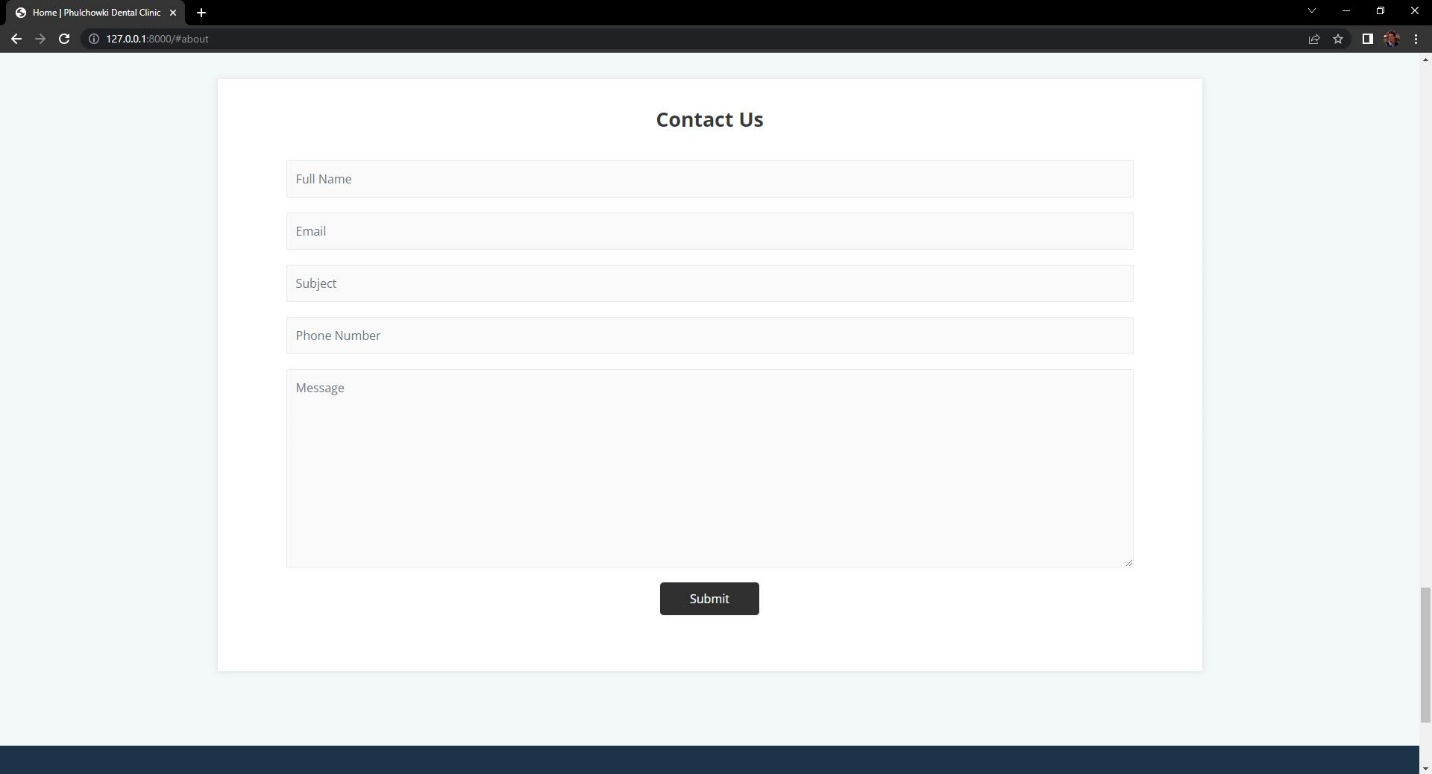 Home | Phulchowki Dental Clinic
127.0.0.1:8000/#about
Contact Us
Full Name
Email
Subject
Phone Number
Message
Submit